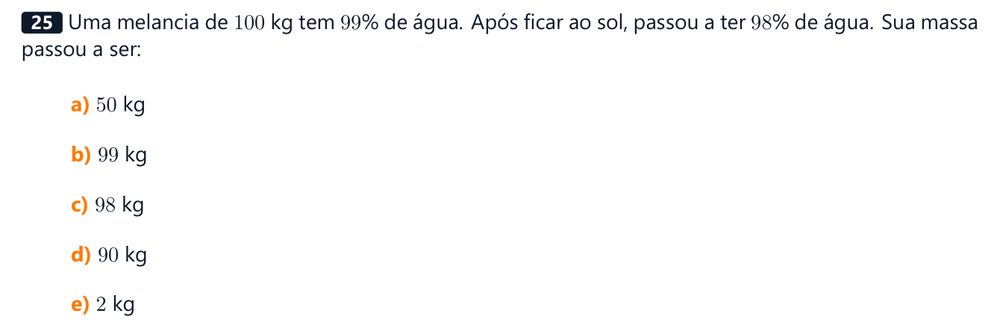 25 Uma melancia de 100 kg tem 99% de água. Após ficar ao sol, passou a ter 98% de água. Sua massa
passou a ser:
a) 50 kg
b) 99 kg
c) 98 kg
d) 90 kg
e) 2 kg